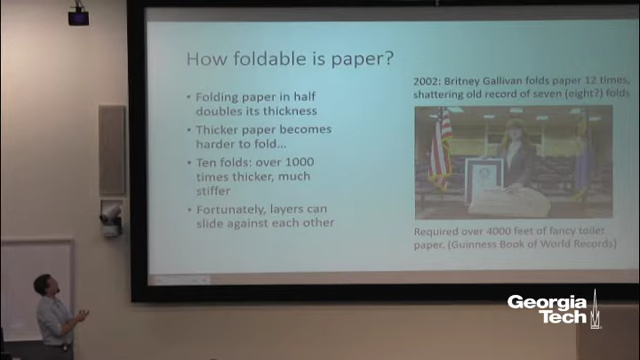 How foldable is paper?
• Folding paper in half
doubles its thickness
• Thicker paper becomes
harder to fold...
• Ten folds: over 1000
times thicker, much
stiffer
• Fortunately, layers can
slide against each other
2002: Britney Gallivan folds paper 12 times,
shattering old record of seven (eight?) folds
Required over 4000 feet of fancy toilet
paper. (Guinness Book of World Records)
Georgia
Tech